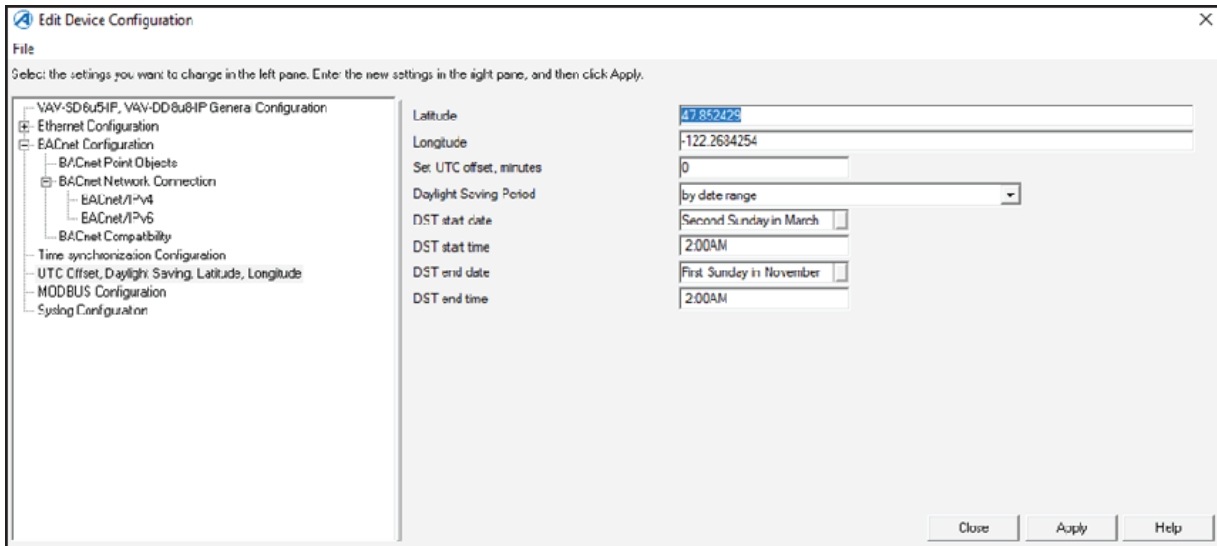 Edit Device Configuration
File
Select the settings you want to change in the left pane. Enter the new settings in the right pane, and then click Apply.
VAV-SD6u5-IP, VAV-DD8u8-IP General Configuration
Ethernet Configuration
BACnet Configuration
BACnet Point Objects
BACnet Network Connection
BACnet/IPv4
BACnet/IPv6
BACnet Compatibility
Time synchronization Configuration
UTC Offset, Daylight Saving, Latitude, Longitude
MODBUS Configuration
Syslog Configuration
Latitude 47.852429
Longitude -122.2684254
Set UTC offset, minutes 0
Daylight Saving Period by date range
DST start date Second Sunday in March
DST start time 2:00AM
DST end date First Sunday in November
DST end time 2:00AM
Close Apply Help